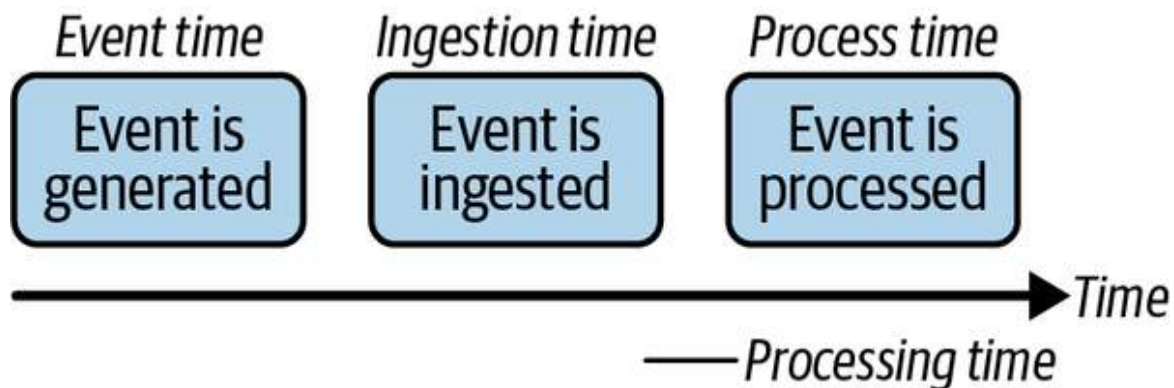 Event time Ingestion time Process time
Event is Event is Event is
generated ingested processed
Time
Processing time